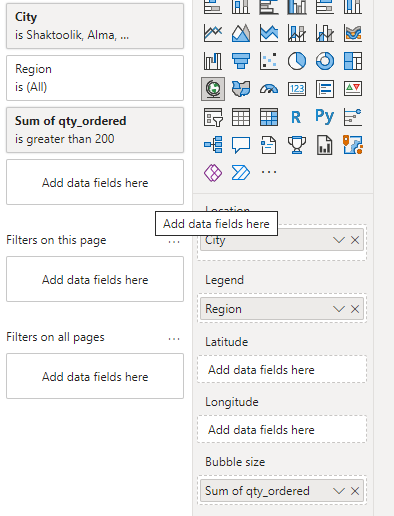 City
is Shaktoolik, Alma, ...
Region
is (All)
Sum of qty_ordered
is greater than 200
Add data fields here
Filters on this page
...
Add data fields here
Filters on all pages
...
Add data fields here
123
R
Py
...
Location
Add data fields here
City
Legend
Region
Latitude
Add data fields here
Longitude
Add data fields here
Bubble size
Sum of qty_ordered